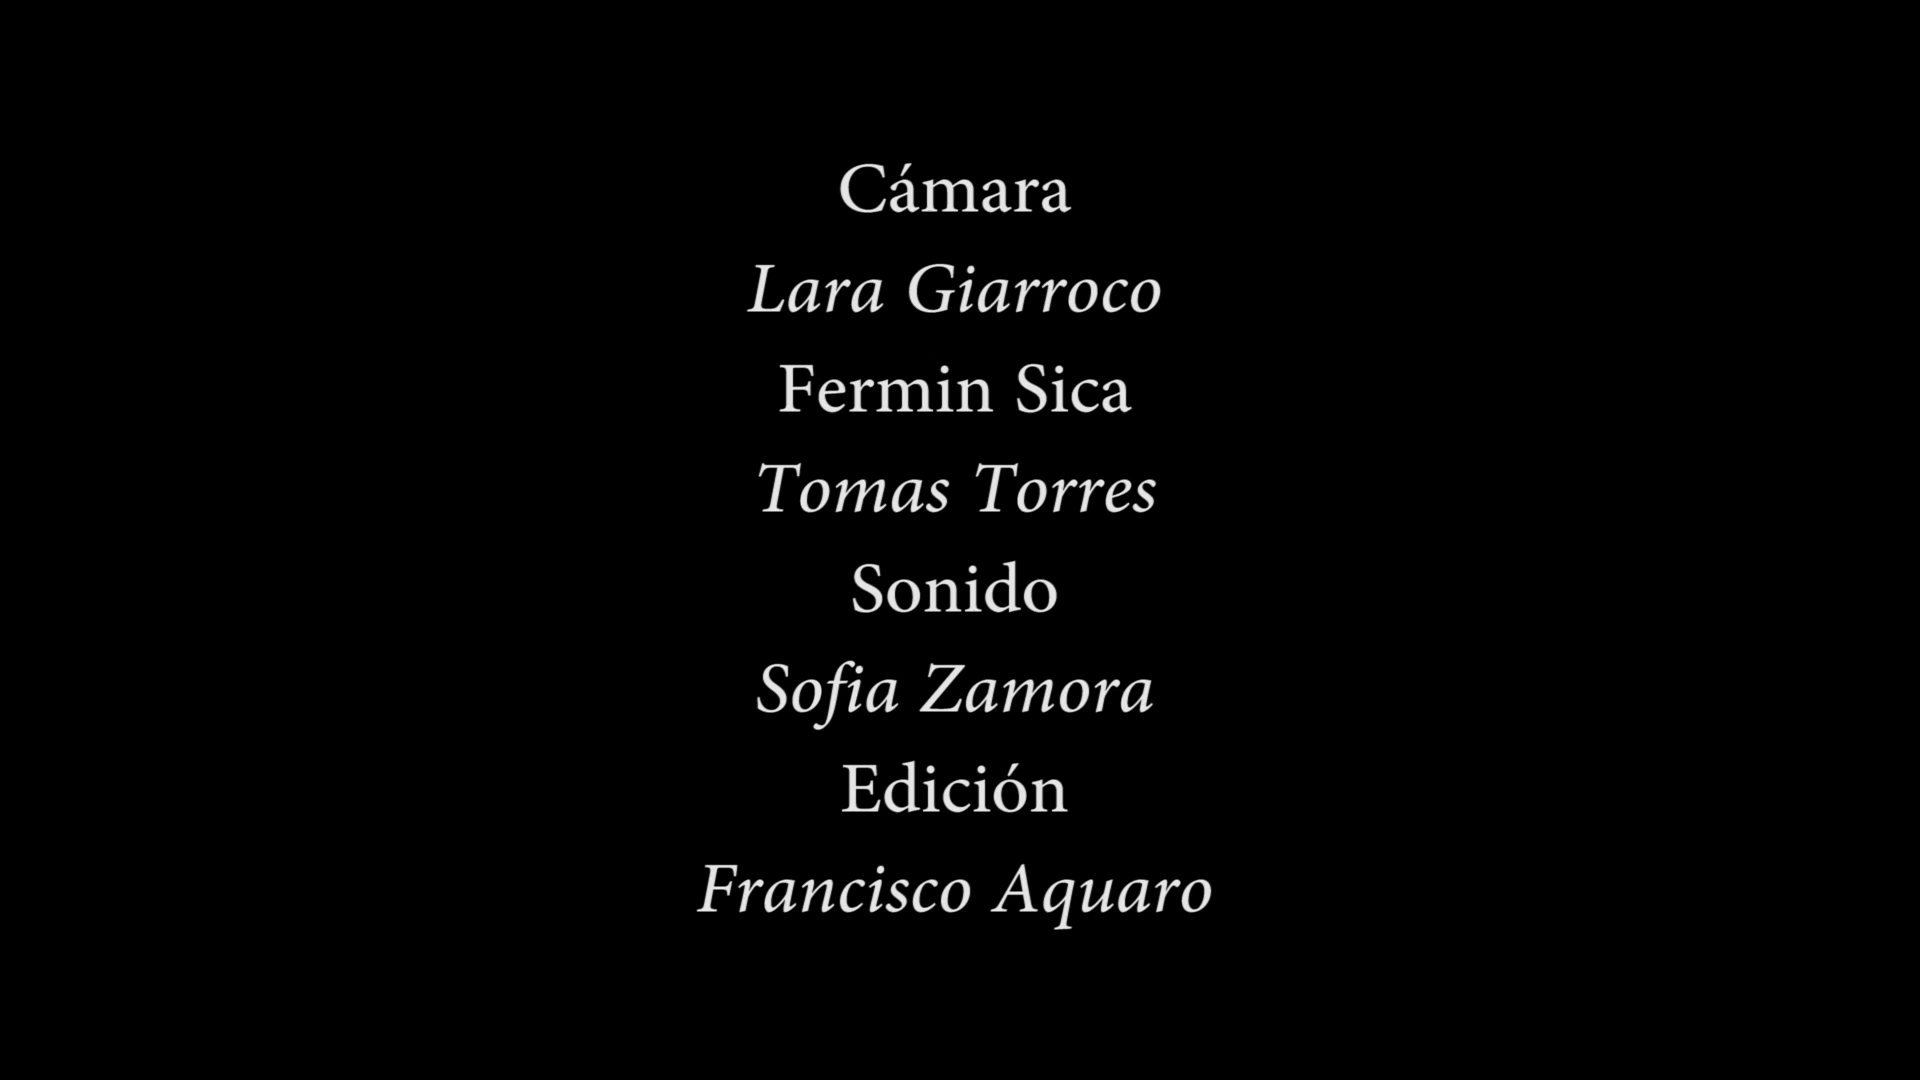 Cámara
Lara Giarroco
Fermin Sica
Tomas Torres
Sonido
Sofia Zamora
Edición
Francisco Aquaro